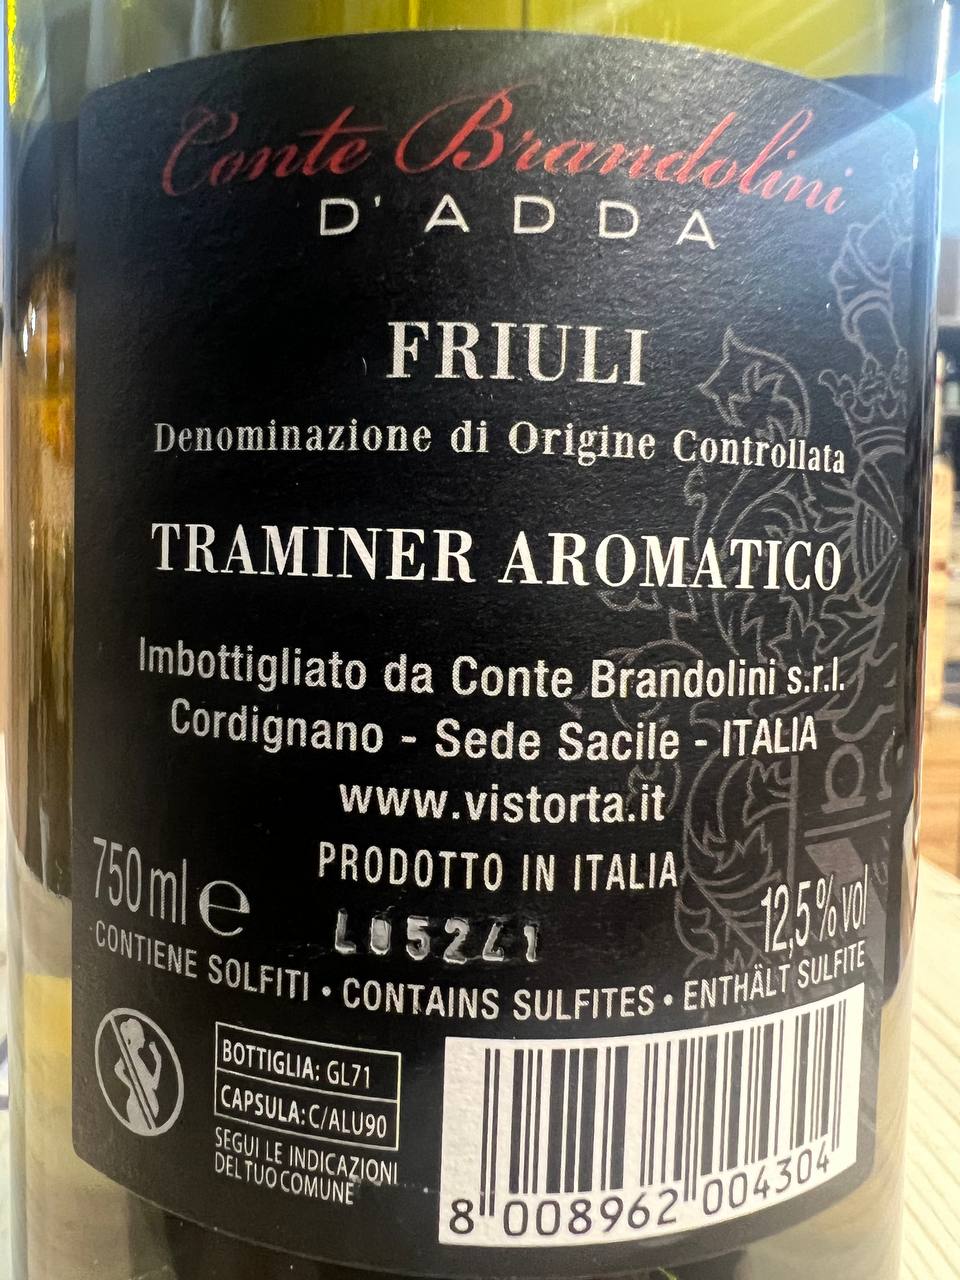 Conte Brandolini
D'ADDA
FRIULI
Denominazione di Origine Controllata
TRAMINER AROMATICO
Imbottigliato da Conte Brandolini s.r.l.
Cordignano - Sede Sacile - ITALIA
www.vistorta.it
PRODOTTO IN ITALIA
750 ml e
12,5% vol
L05241
CONTIENE SOLFITI • CONTAINS SULFITES • ENTHÄLT SULFITE
BOTTIGLIA: GL71
CAPSULA: C/ALU90
SEGUI LE INDICAZIONI
DEL TUO COMUNE
8 008962 004304